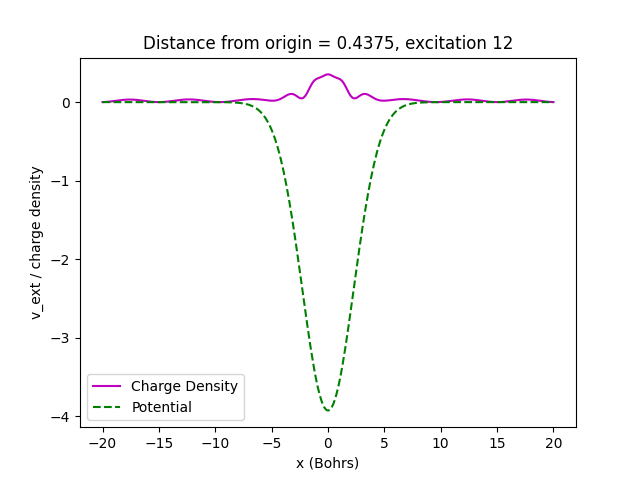 Distance from origin = 0.4375, excitation 12
v_ext / charge density
0
−1
−2
−3
−4
Charge Density
Potential
−20
−15
−10
−5
0
5
10
15
20
x (Bohrs)